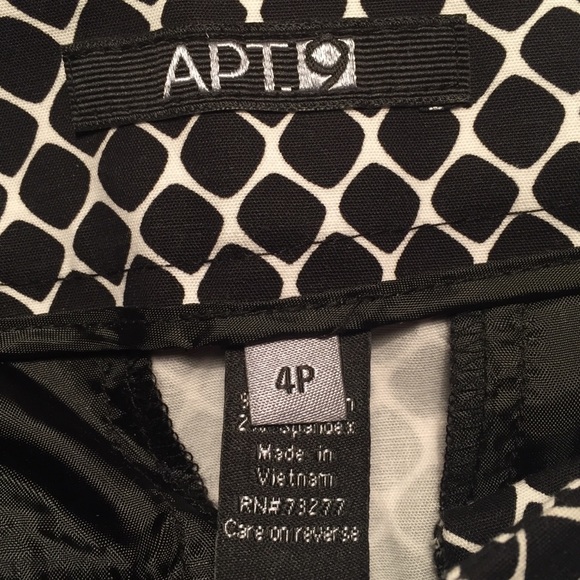 APT.9
4P
Spandex
Made in
Vietnam
RN# 73277
Care on reverse